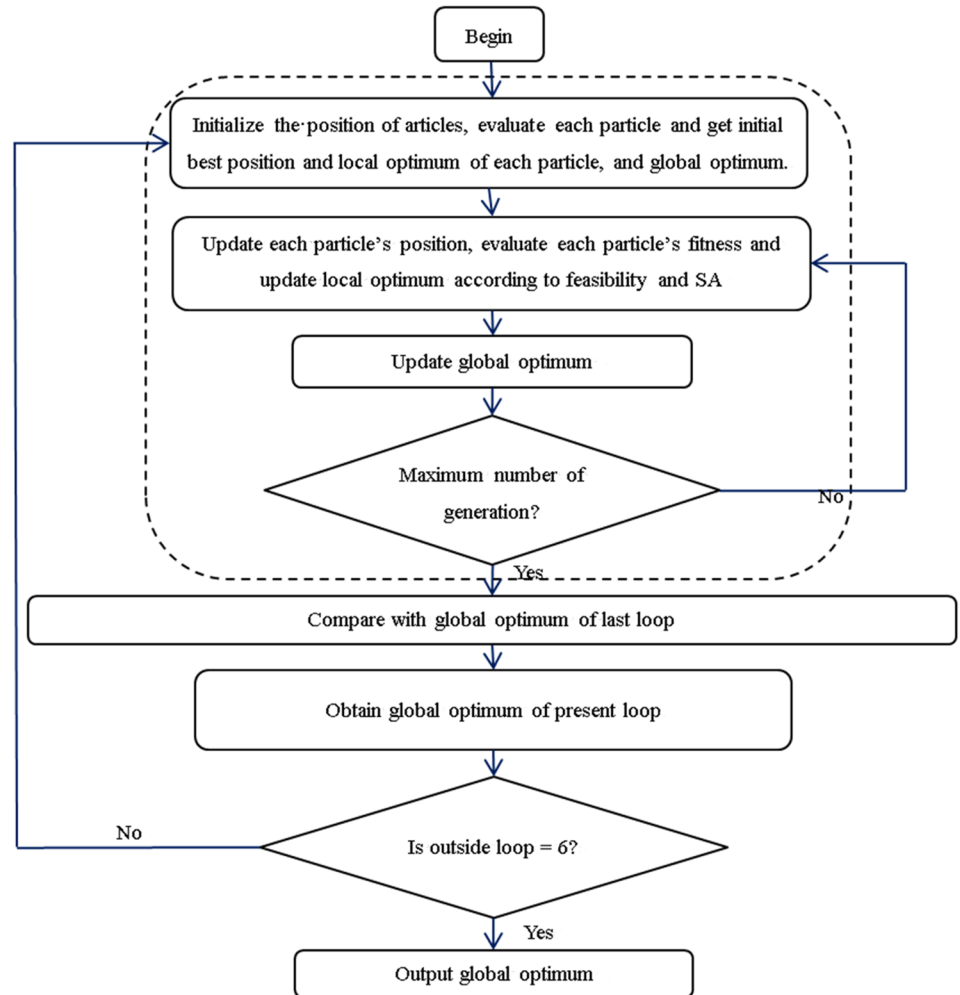 Begin
Initialize the·position of articles, evaluate each particle and get initial
best position and local optimum of each particle, and global optimum.
Update each particle's position, evaluate each particle's fitness and
update local optimum according to feasibility and SA
Update global optimum
Maximum number of
generation?
No
Yes
Compare with global optimum of last loop
Obtain global optimum of present loop
Is outside loop = 6?
No
Yes
Output global optimum